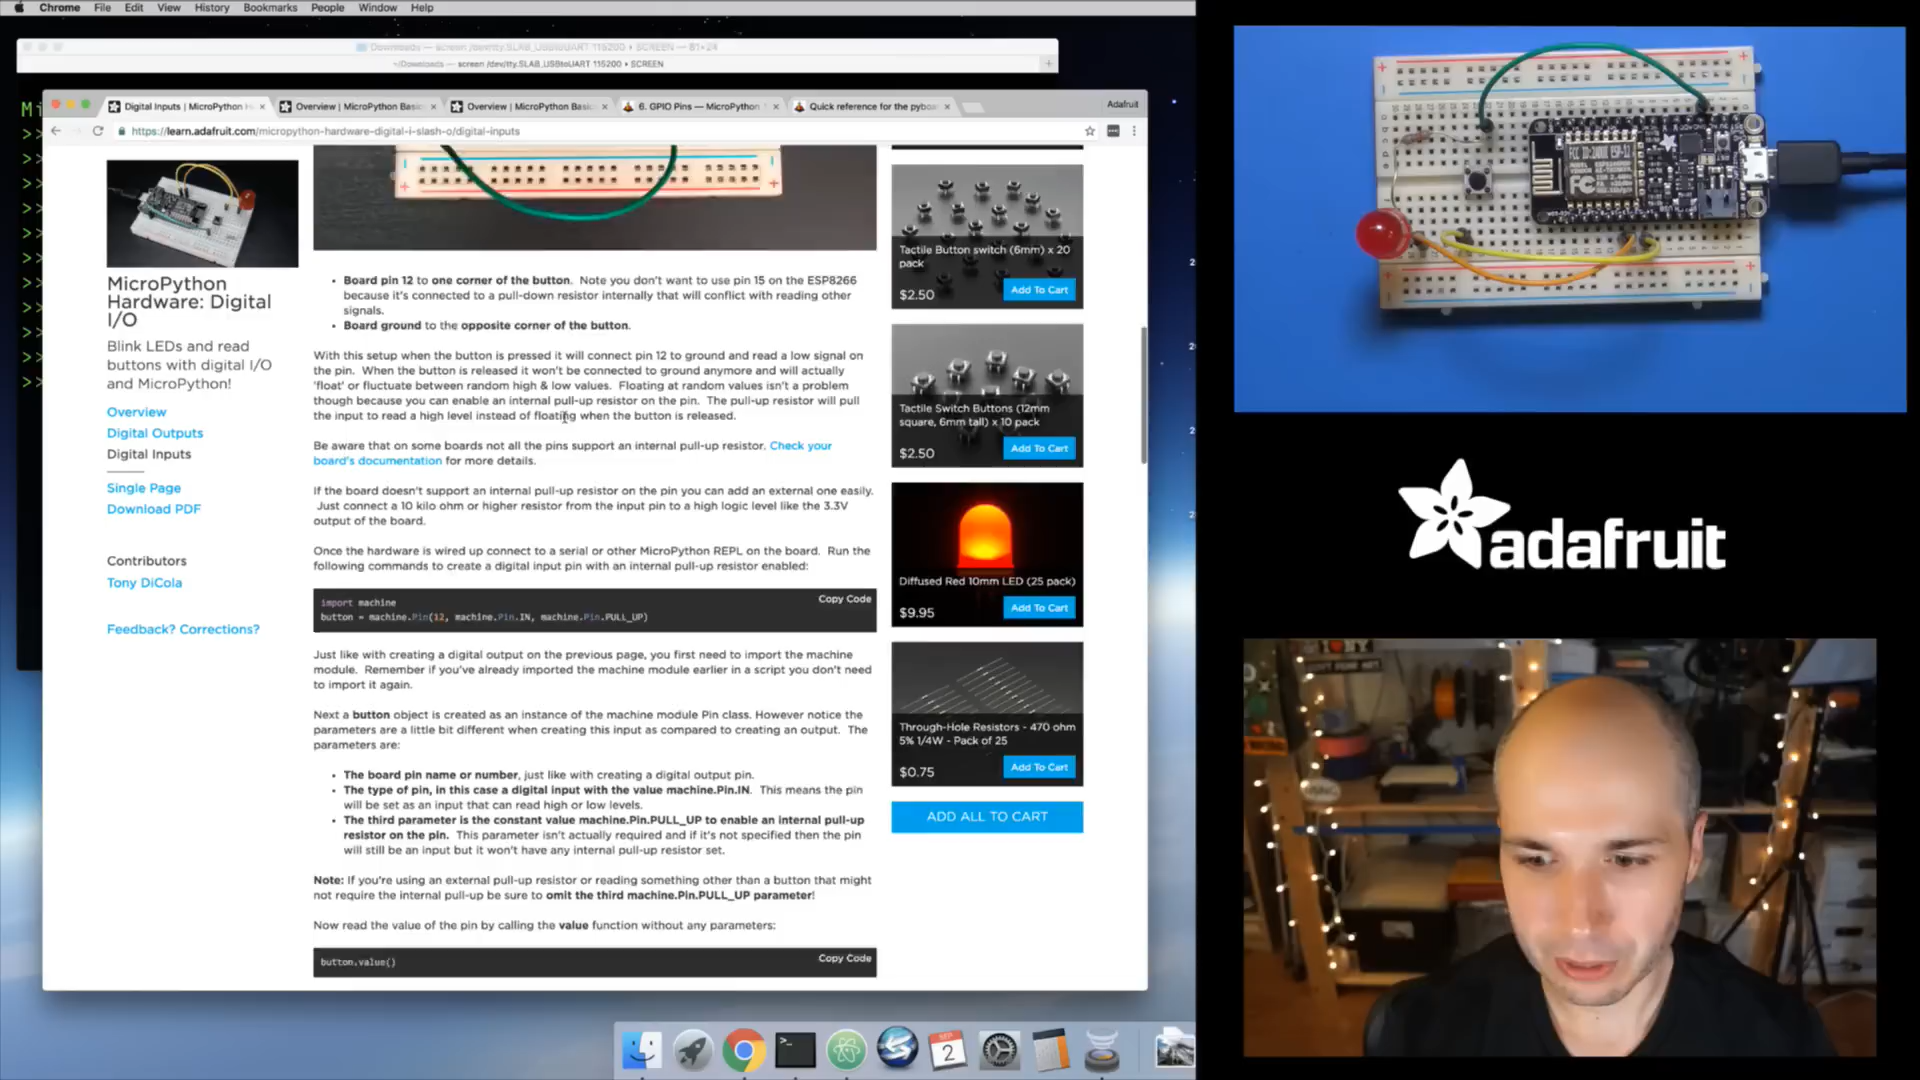 Chrome File Edit View History Bookmarks People Window Help
Downloads — screen /dev/tty.SLAB_USBtoUART 115200 ▸ SCREEN — 81×24
~/Downloads — screen /dev/tty.SLAB_USBtoUART 115200 ▸ SCREEN
Mi
>>
>>
>>
>>
>>
>>
>>
>>
>>
>>
>>
Digital Inputs | MicroPython H
Overview | MicroPython Basic
Overview | MicroPython Basic
6. GPIO Pins — MicroPython
Quick reference for the pyboa
Adafruit
https://learn.adafruit.com/micropython-hardware-digital-i-slash-o/digital-inputs
MicroPython
Hardware: Digital
I/O
Blink LEDs and read
buttons with digital I/O
and MicroPython!
Overview
Digital Outputs
Digital Inputs
Single Page
Download PDF
Contributors
Tony DiCola
Feedback? Corrections?
• Board pin 12 to one corner of the button. Note you don't want to use pin 15 on the ESP8266
because it's connected to a pull-down resistor internally that will conflict with reading other
signals.
• Board ground to the opposite corner of the button.
With this setup when the button is pressed it will connect pin 12 to ground and read a low signal on
the pin. When the button is released it won't be connected to ground anymore and will actually
'float' or fluctuate between random high & low values. Floating at random values isn't a problem
though because you can enable an internal pull-up resistor on the pin. The pull-up resistor will pull
the input to read a high level instead of floating when the button is released.
Be aware that on some boards not all the pins support an internal pull-up resistor. Check your
board's documentation for more details.
If the board doesn't support an internal pull-up resistor on the pin you can add an external one easily.
Just connect a 10 kilo ohm or higher resistor from the input pin to a high logic level like the 3.3V
output of the board.
Once the hardware is wired up connect to a serial or other MicroPython REPL on the board. Run the
following commands to create a digital input pin with an internal pull-up resistor enabled:
import machine
button = machine.Pin(12, machine.Pin.IN, machine.Pin.PULL_UP)
Copy Code
Just like with creating a digital output on the previous page, you first need to import the machine
module. Remember if you've already imported the machine module earlier in a script you don't need
to import it again.
Next a button object is created as an instance of the machine module Pin class. However notice the
parameters are a little bit different when creating this input as compared to creating an output. The
parameters are:
• The board pin name or number, just like with creating a digital output pin.
• The type of pin, in this case a digital input with the value machine.Pin.IN. This means the pin
will be set as an input that can read high or low levels.
• The third parameter is the constant value machine.Pin.PULL_UP to enable an internal pull-up
resistor on the pin. This parameter isn't actually required and if it's not specified then the pin
will still be an input but it won't have any internal pull-up resistor set.
Note: If you're using an external pull-up resistor or reading something other than a button that might
not require the internal pull-up be sure to omit the third machine.Pin.PULL_UP parameter!
Now read the value of the pin by calling the value function without any parameters:
button.value()
Copy Code
Tactile Button switch (6mm) x 20
pack
$2.50
Add To Cart
Tactile Switch Buttons (12mm
square, 6mm tall) x 10 pack
$2.50
Add To Cart
Diffused Red 10mm LED (25 pack)
$9.95
Add To Cart
Through-Hole Resistors - 470 ohm
5% 1/4W - Pack of 25
$0.75
Add To Cart
ADD ALL TO CART
SEP
2
adafruit
FC